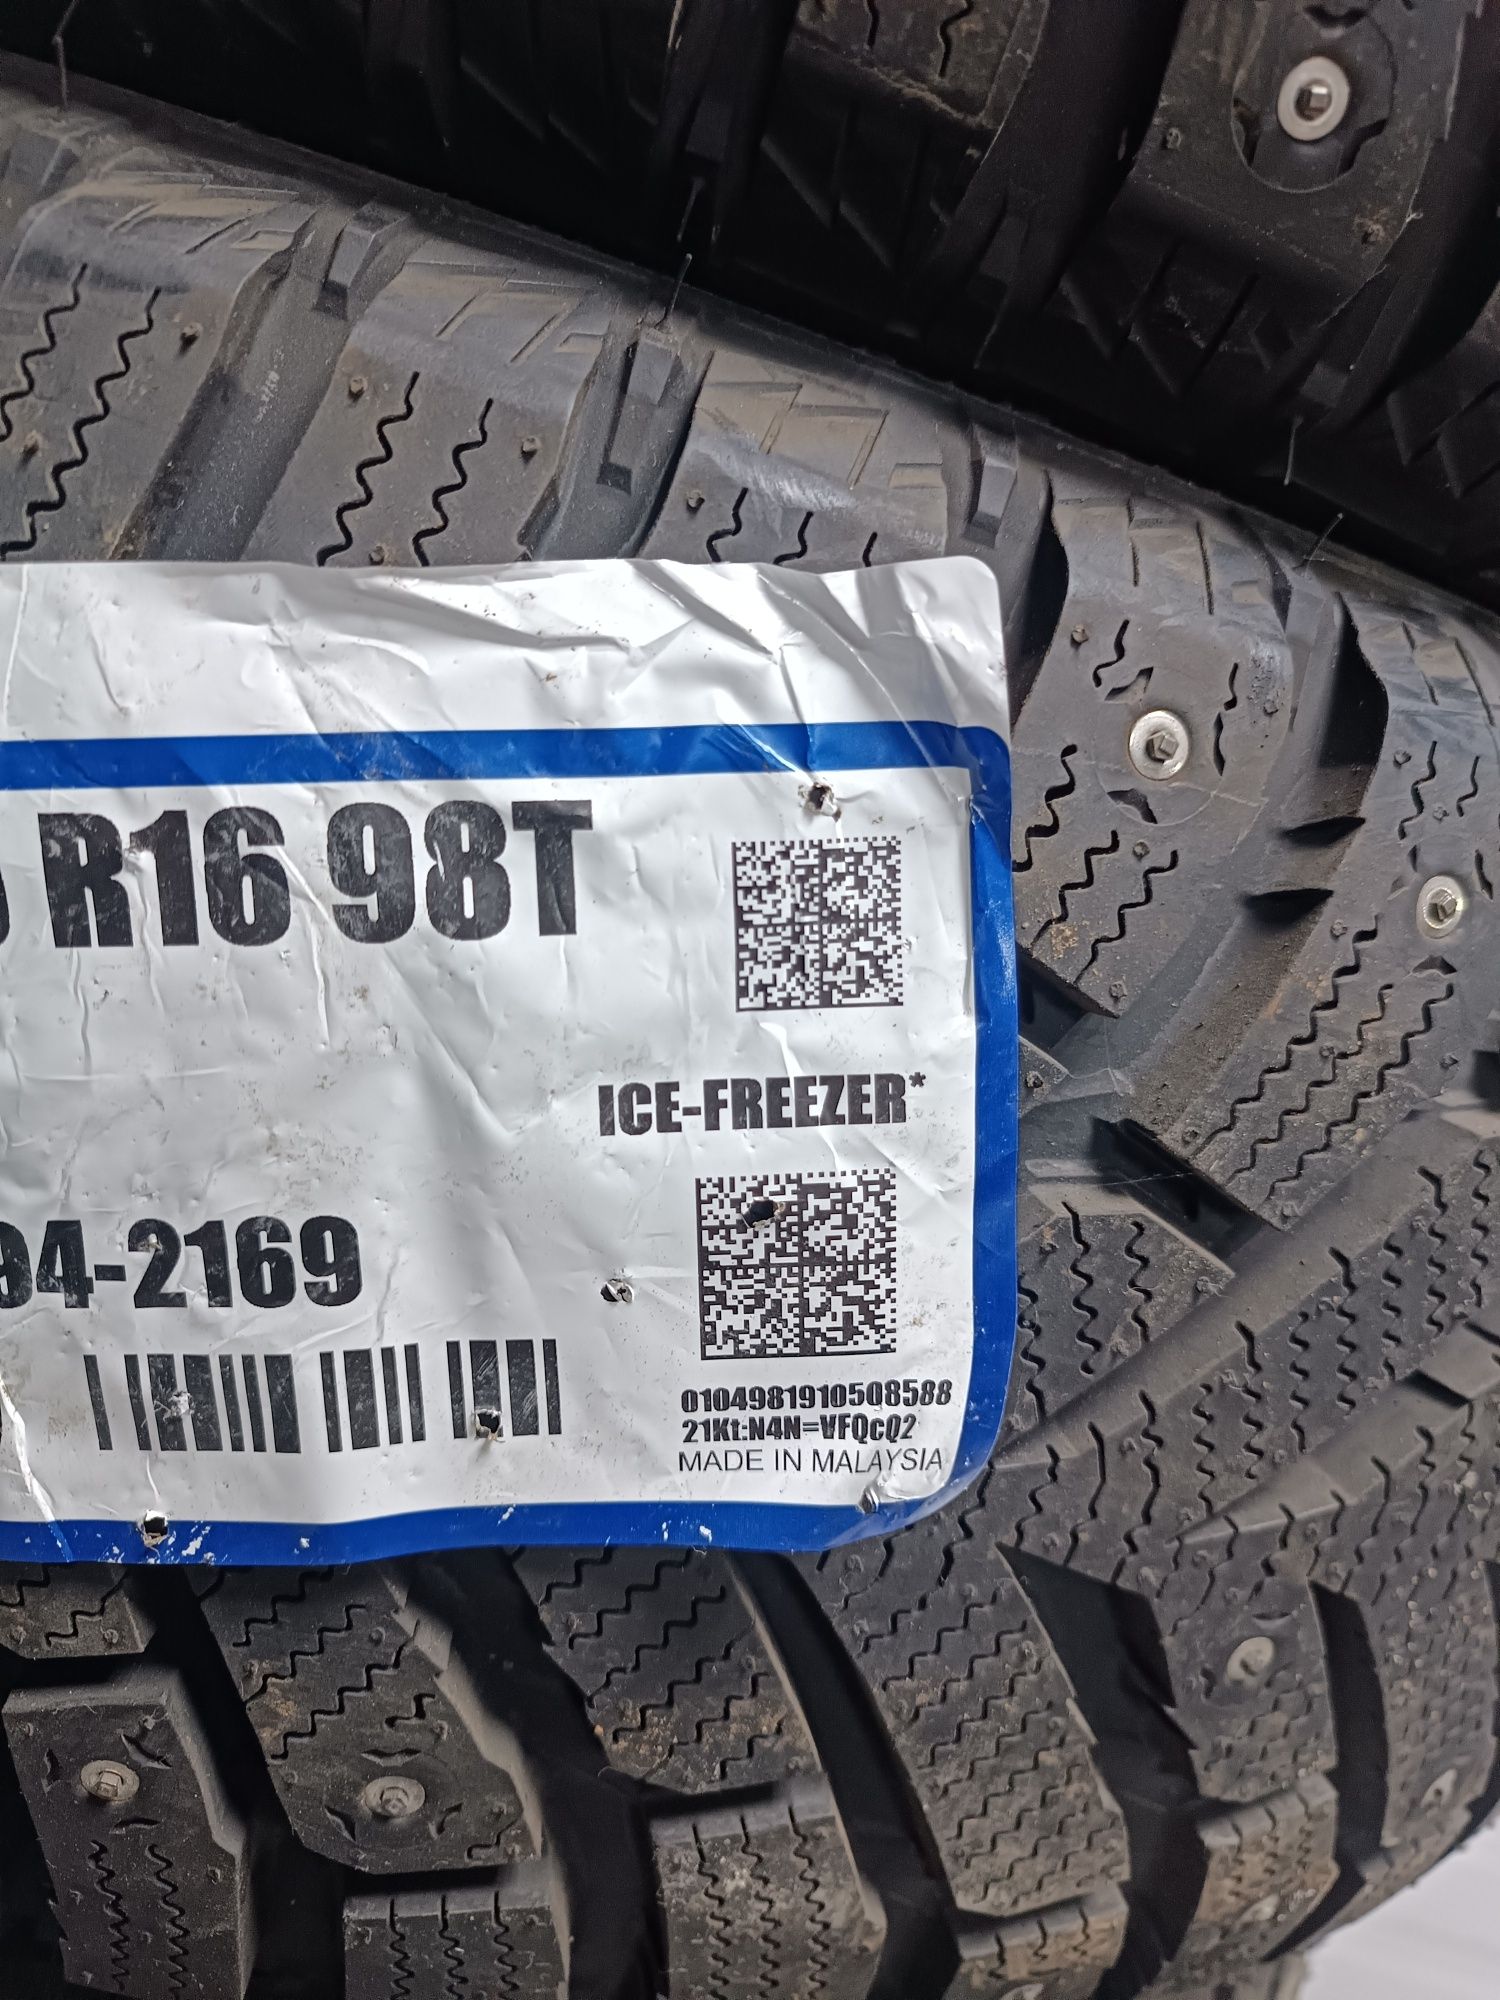 R16 98T
ICE-FREEZER*
94-2169
0104981910508588
21Kt:N4N=VFQcQ2
MADE IN MALAYSIA